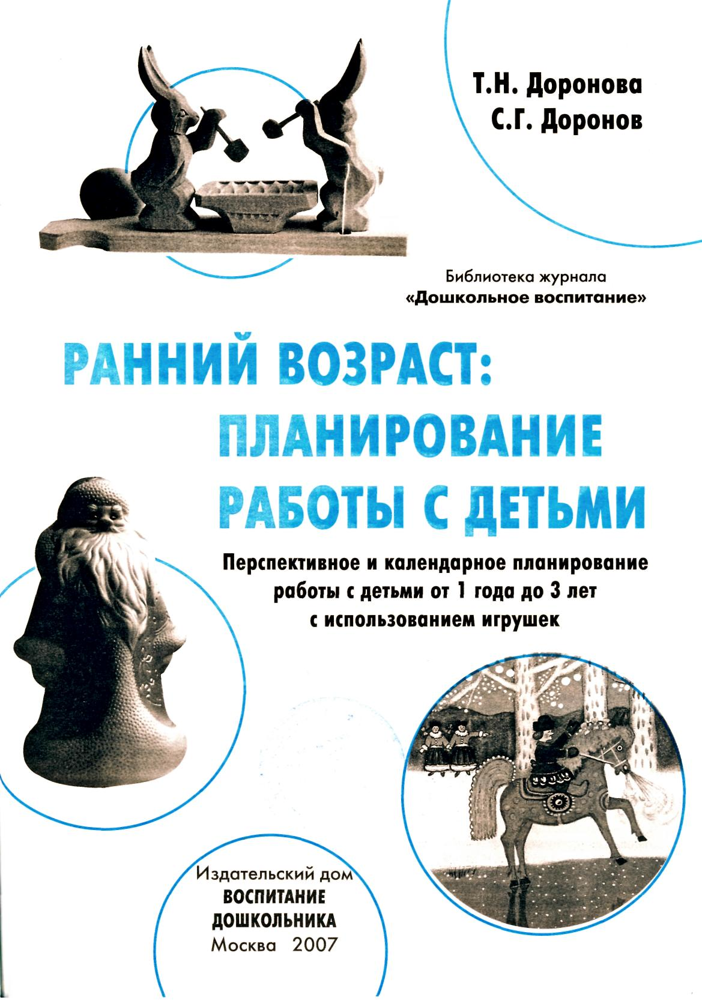 Т.Н. Доронова
С.Г. Доронов
Библиотека журнала
«Дошкольное воспитание»
РАННИЙ ВОЗРАСТ:
ПЛАНИРОВАНИЕ
РАБОТЫ С ДЕТЬМИ
Перспективное и календарное планирование
работы с детьми от 1 года до 3 лет
с использованием игрушек
Издательский дом
ВОСПИТАНИЕ
ДОШКОЛЬНИКА
Москва 2007